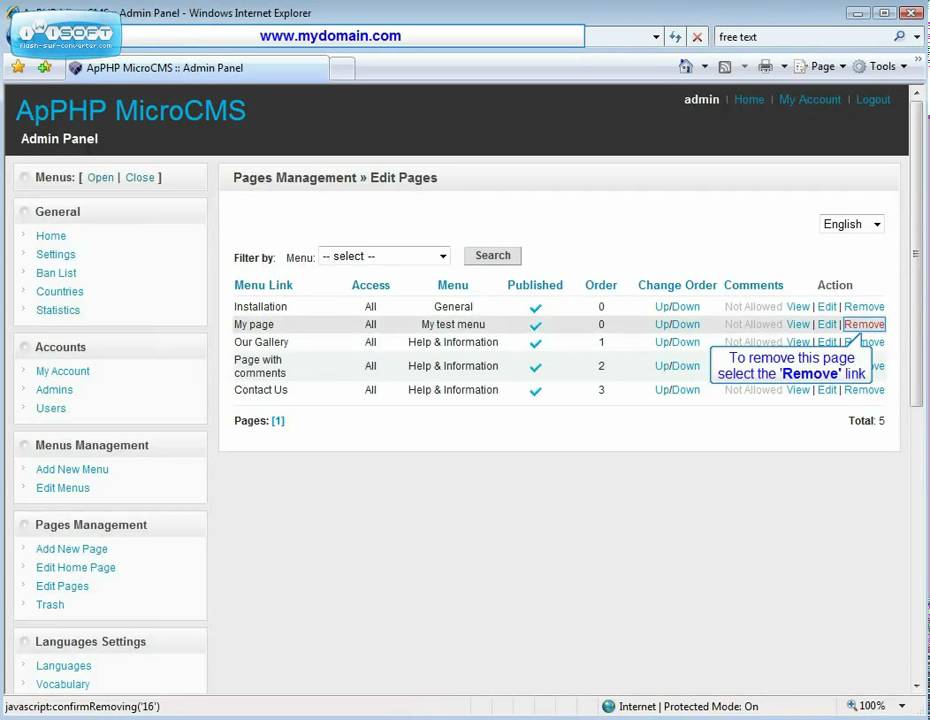 ApPHP MicroCMS :: Admin Panel - Windows Internet Explorer
iWiSOFT
flash-swf-converter.com
www.mydomain.com
free text
ApPHP MicroCMS :: Admin Panel
Page
Tools
»
ApPHP MicroCMS
Admin Panel
admin | Home | My Account | Logout
Menus: [ Open | Close ]
General
Home
Settings
Ban List
Countries
Statistics
Accounts
My Account
Admins
Users
Menus Management
Add New Menu
Edit Menus
Pages Management
Add New Page
Edit Home Page
Edit Pages
Trash
Languages Settings
Languages
Vocabulary
Pages Management » Edit Pages
English
Filter by: Menu: -- select -- Search
Menu Link Access Menu Published Order Change Order Comments Action
Installation All General 0 Up/Down Not Allowed View | Edit | Remove
My page All My test menu 0 Up/Down Not Allowed View | Edit | Remove
Our Gallery All Help & Information 1 Up/Down Not Allowed View | Edit | Remove
Page with
comments All Help & Information 2 Up/Down
Contact Us All Help & Information 3 Up/Down Not Allowed View | Edit | Remove
To remove this page
select the 'Remove' link
Pages: [1] Total: 5
javascript:confirmRemoving('16') Internet | Protected Mode: On 100%